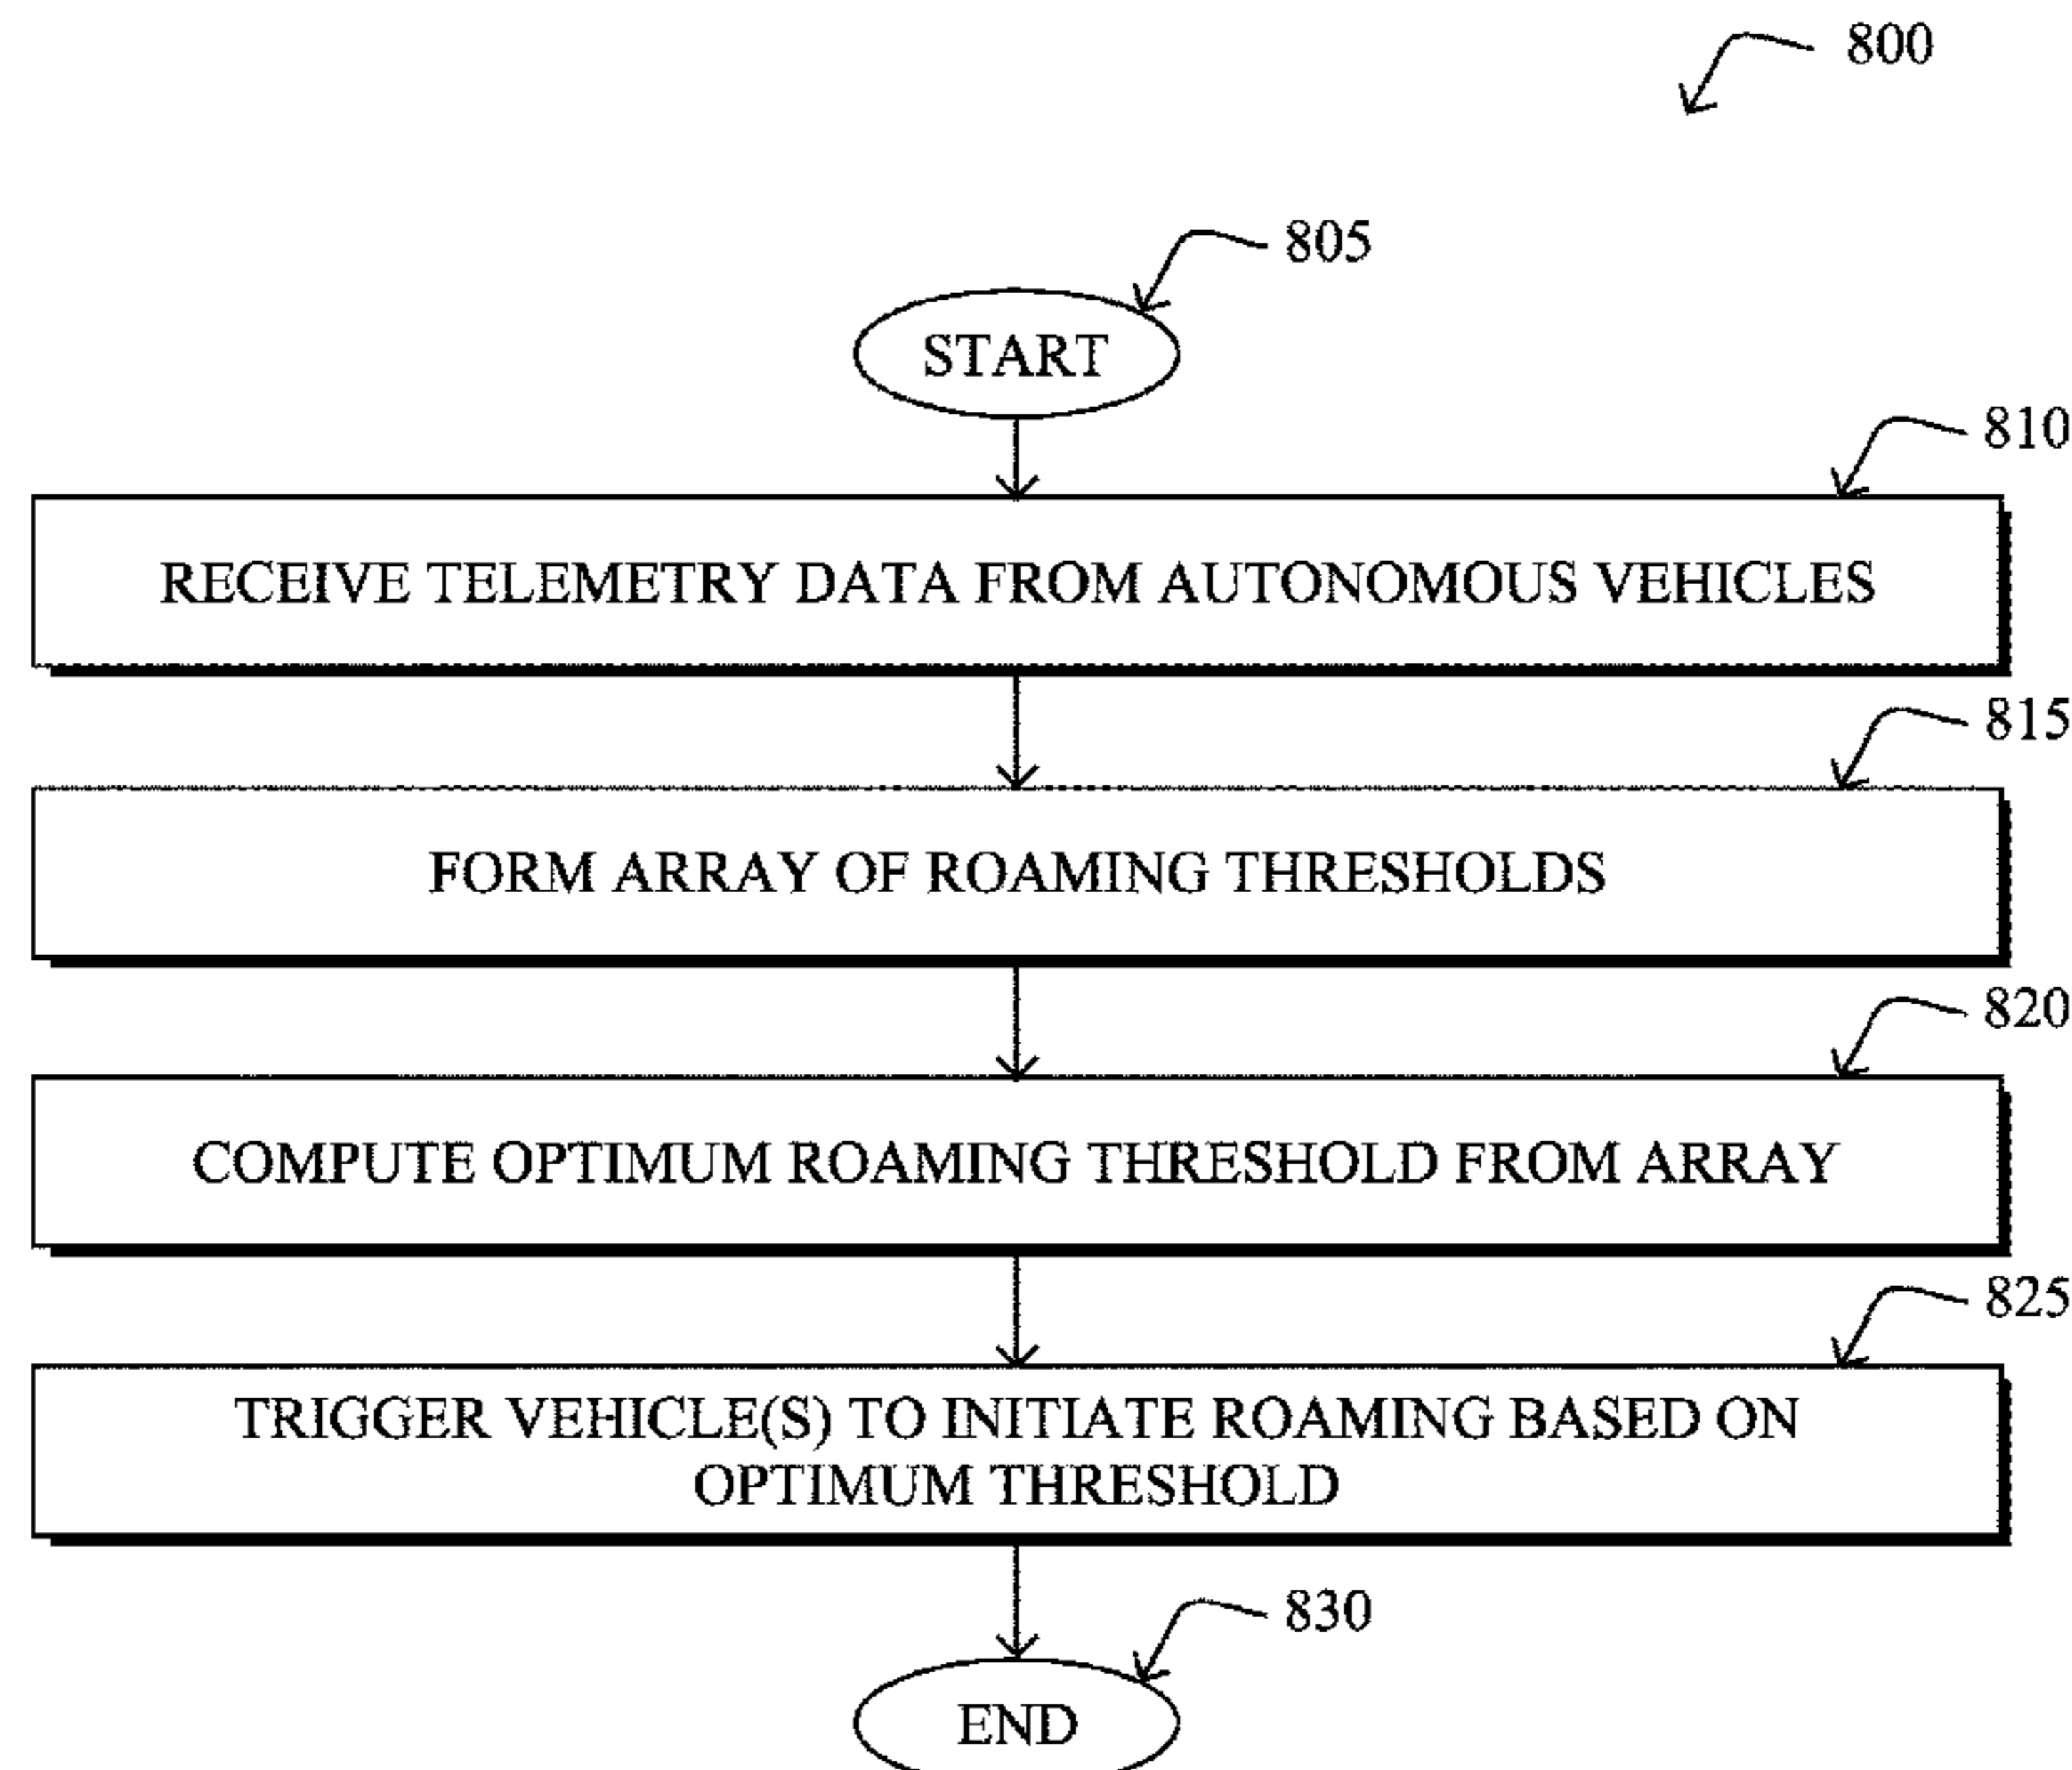 800
805
START
810
RECEIVE TELEMETRY DATA FROM AUTONOMOUS VEHICLES
815
FORM ARRAY OF ROAMING THRESHOLDS
820
COMPUTE OPTIMUM ROAMING THRESHOLD FROM ARRAY
825
TRIGGER VEHICLE(S) TO INITIATE ROAMING BASED ON
OPTIMUM THRESHOLD
830
END